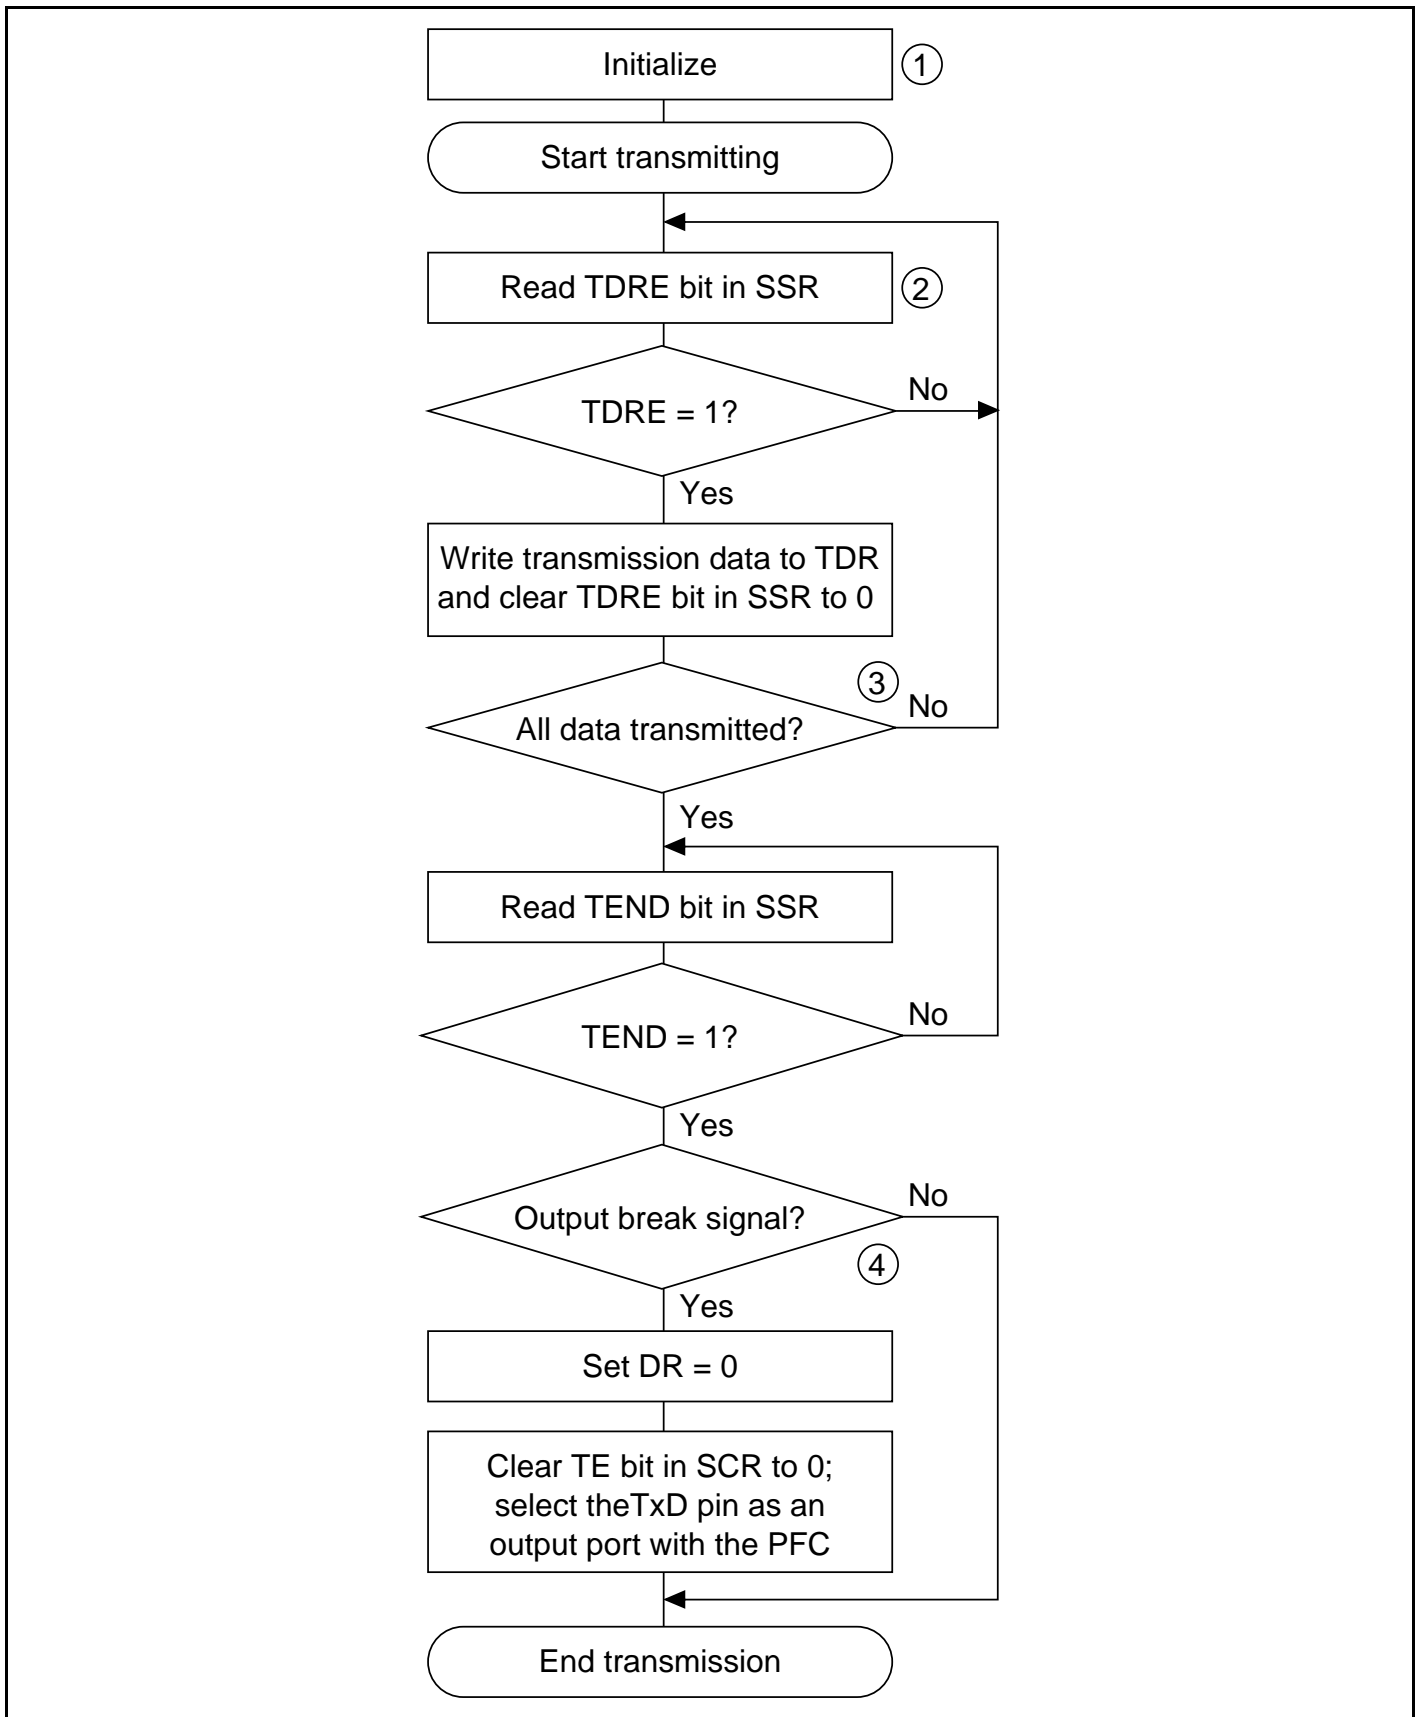 Initialize
1
Start transmitting
Read TDRE bit in SSR
2
TDRE = 1?
No
Yes
Write transmission data to TDR
and clear TDRE bit in SSR to 0
3
All data transmitted?
No
Yes
Read TEND bit in SSR
TEND = 1?
No
Yes
Output break signal?
No
4
Yes
Set DR = 0
Clear TE bit in SCR to 0;
select theTxD pin as an
output port with the PFC
End transmission